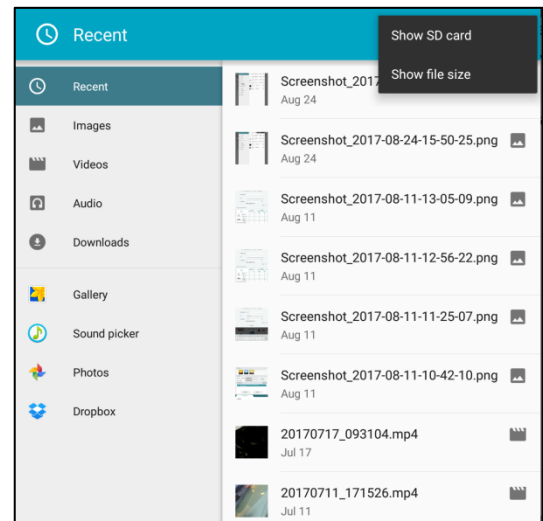 Recent
Show SD card
Show file size
Recent
Images
Videos
Audio
Downloads
Gallery
Sound picker
Photos
Dropbox
Screenshot_2017
Aug 24
Screenshot_2017-08-24-15-50-25.png
Aug 24
Screenshot_2017-08-11-13-05-09.png
Aug 11
Screenshot_2017-08-11-12-56-22.png
Aug 11
Screenshot_2017-08-11-11-25-07.png
Aug 11
Screenshot_2017-08-11-10-42-10.png
Aug 11
20170717_093104.mp4
Jul 17
20170711_171526.mp4
Jul 11